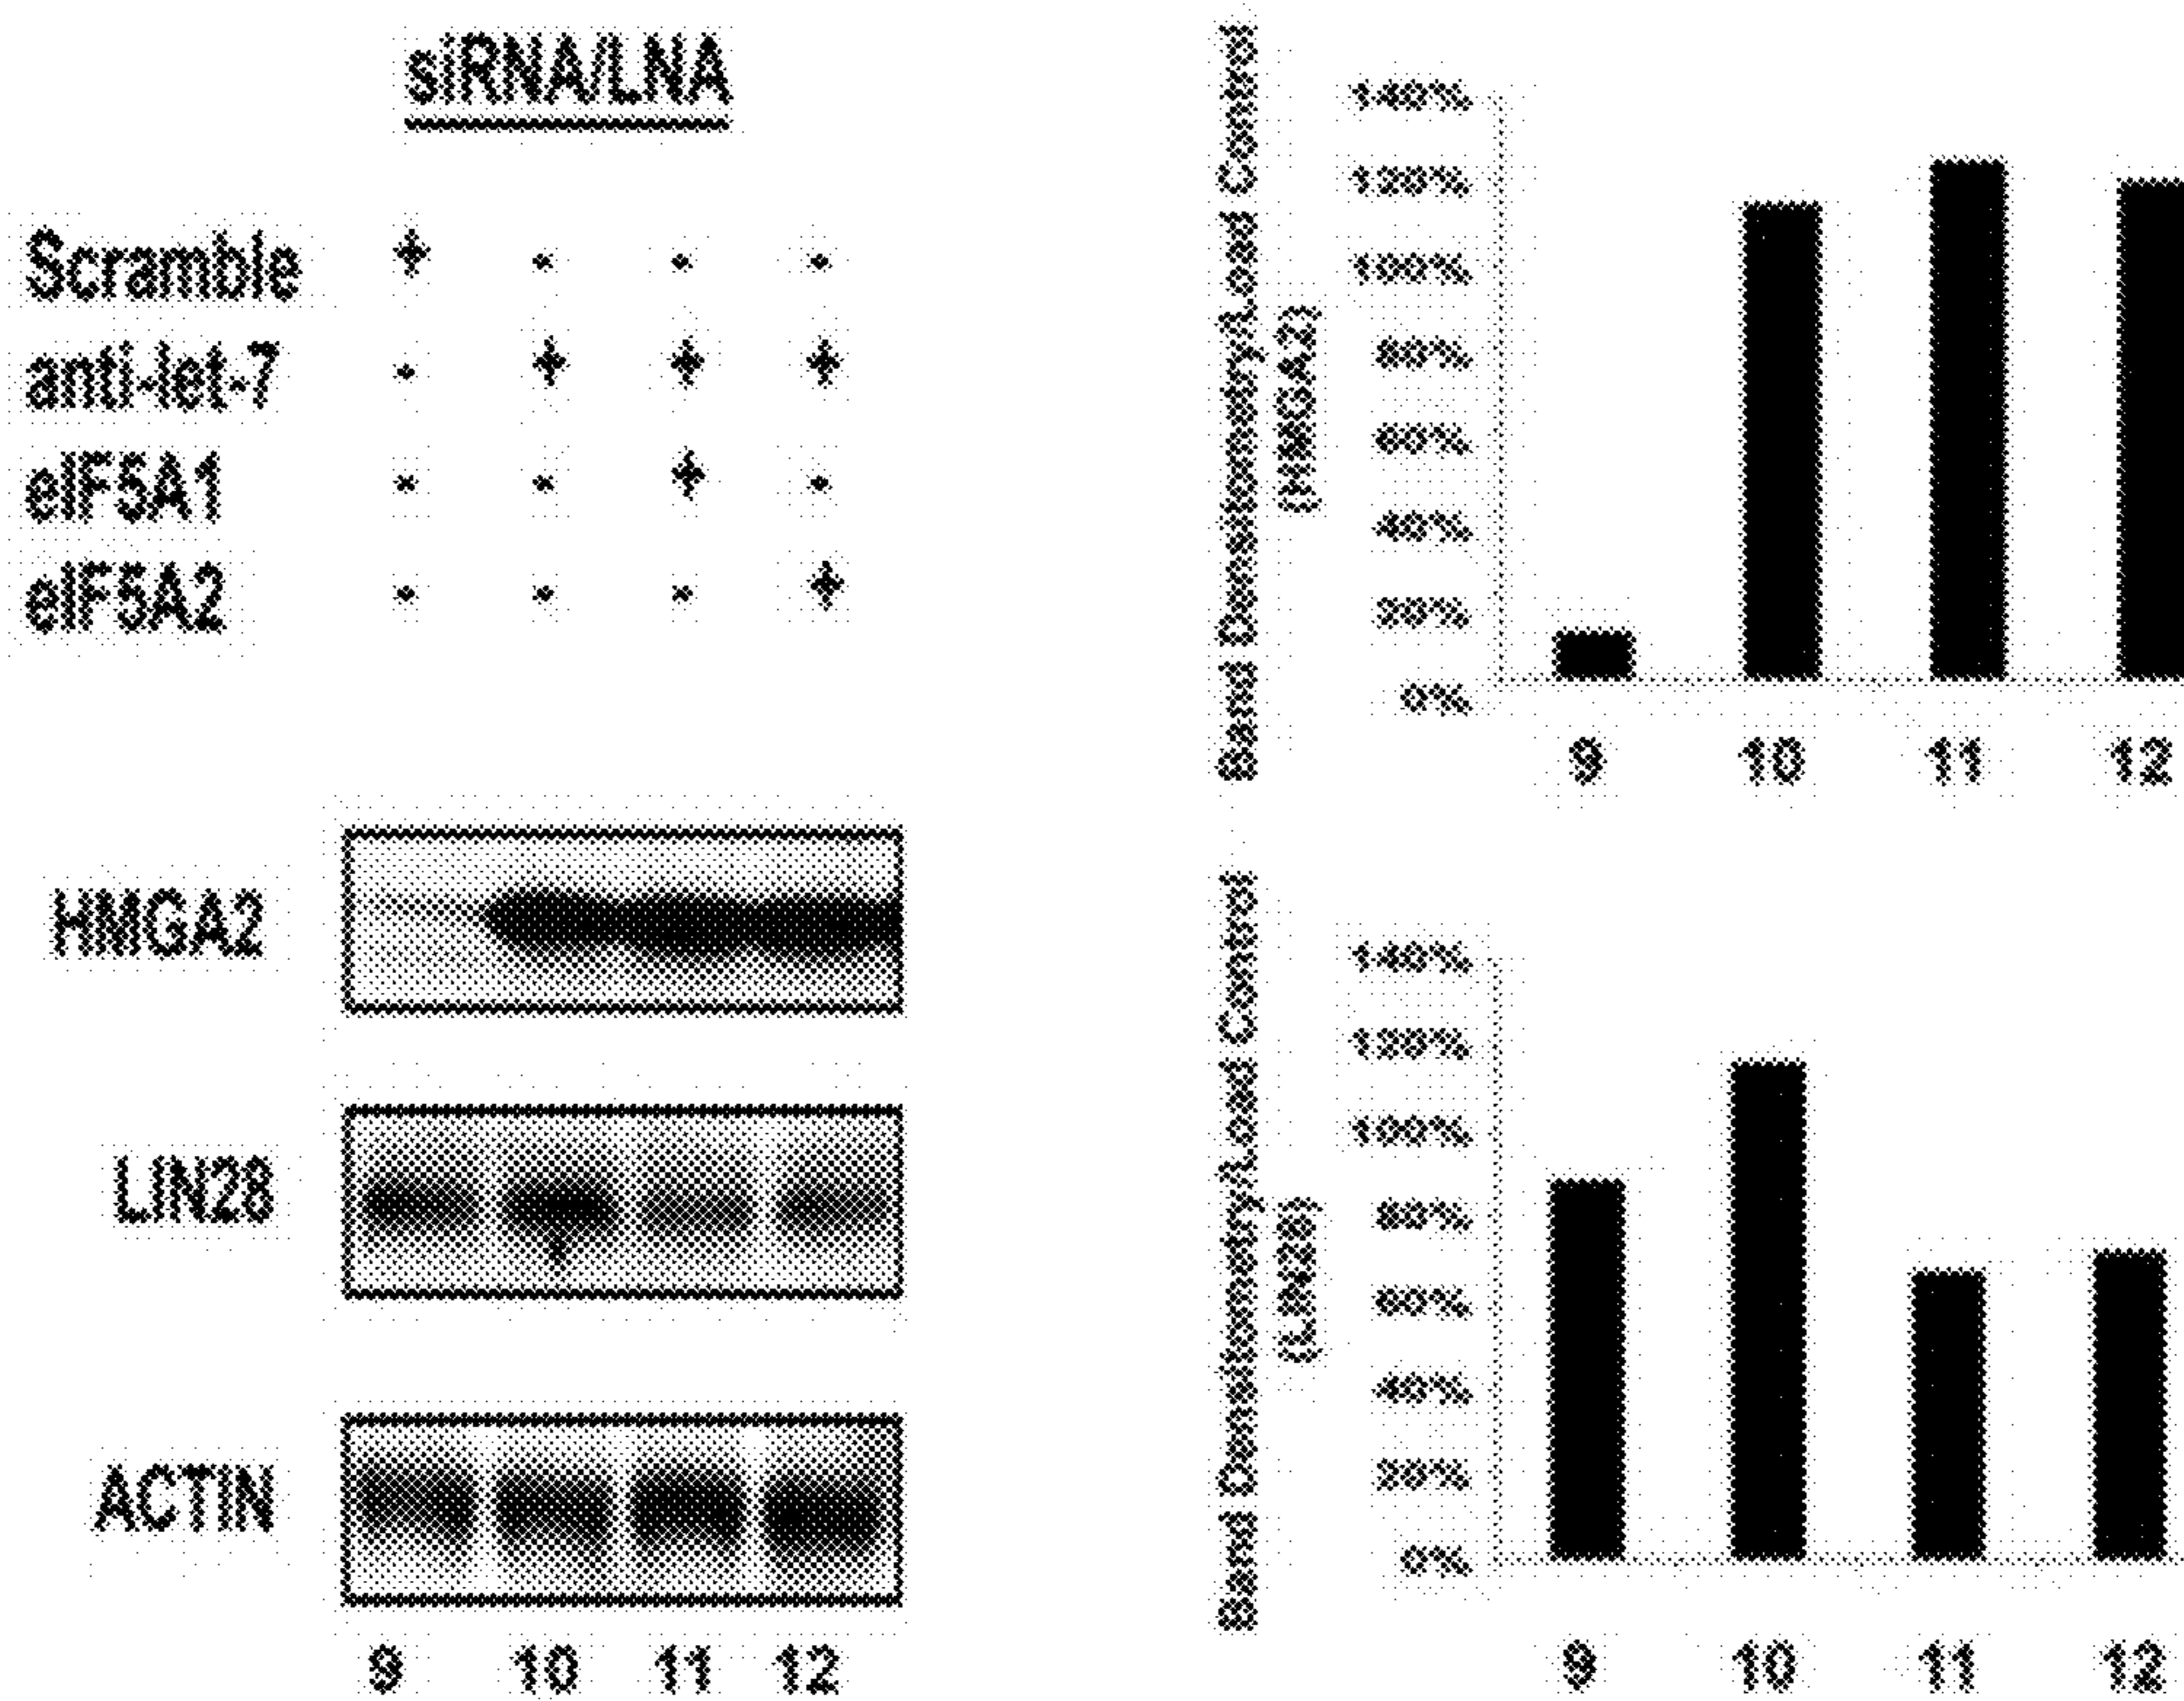 siRNA/LNA
Scramble + - - -
anti-let-7 - + + +
eIF5A1 - - + -
eIF5A2 - - - +
HMGA2
LIN28
ACTIN
9 10 11 12
Band Densitometry/Load Control
(HMGA2)
140%
120%
100%
80%
60%
40%
20%
0%
9 10 11 12
Band Densitometry/Load Control
(LIN28)
140%
120%
100%
80%
60%
40%
20%
0%
9 10 11 12